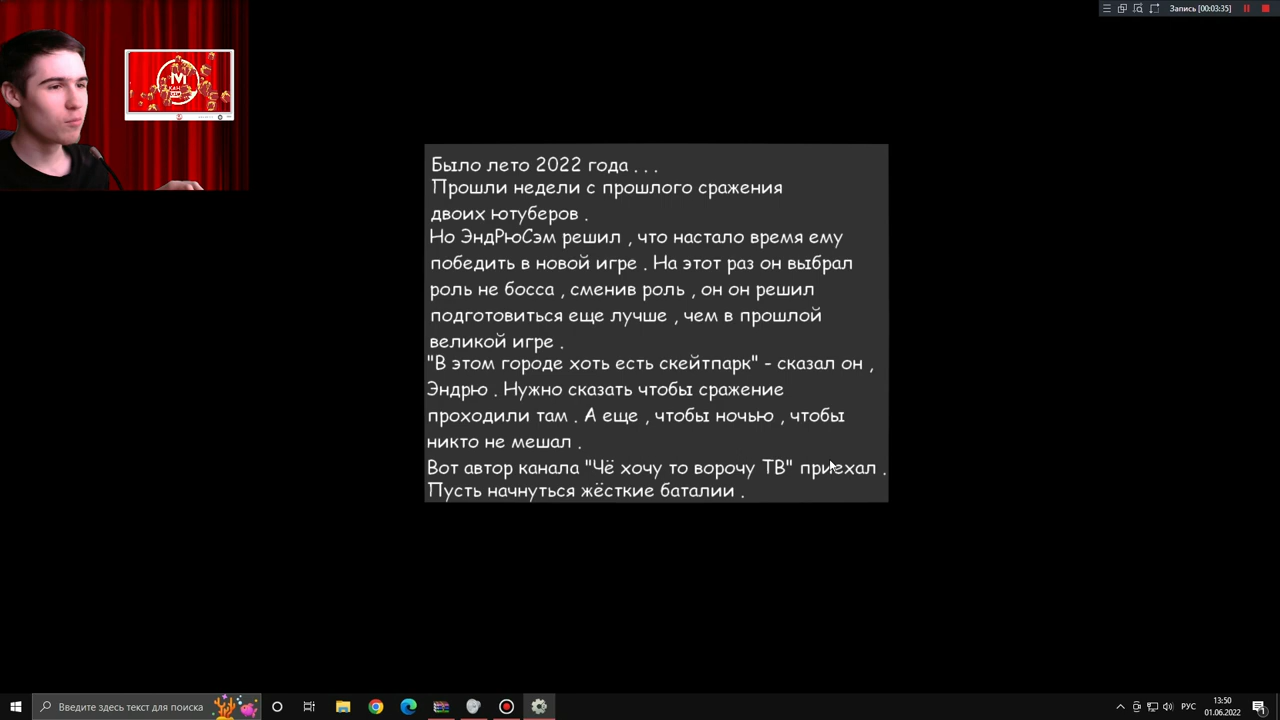 Запись [00:03:35]
М
КАН
Было лето 2022 года . . .
Прошли недели с прошлого сражения
двоих ютуберов .
Но ЭндРюСэм решил , что настало время ему
победить в новой игре . На этот раз он выбрал
роль не босса , сменив роль , он он решил
подготовиться еще лучше , чем в прошлой
великой игре .
"В этом городе хоть есть скейтпарк" - сказал он ,
Эндрю . Нужно сказать чтобы сражение
проходили там . А еще , чтобы ночью , чтобы
никто не мешал .
Вот автор канала "Чё хочу то ворочу ТВ" приехал .
Пусть начнуться жёсткие баталии .
Введите здесь текст для поиска
РУС
13:50
01.06.2022
1